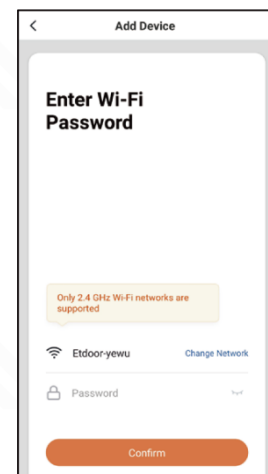 Add Device
Enter Wi-Fi
Password
Only 2.4 GHz Wi-Fi networks are
supported
Etdoor-yewu Change Network
Password
Confirm